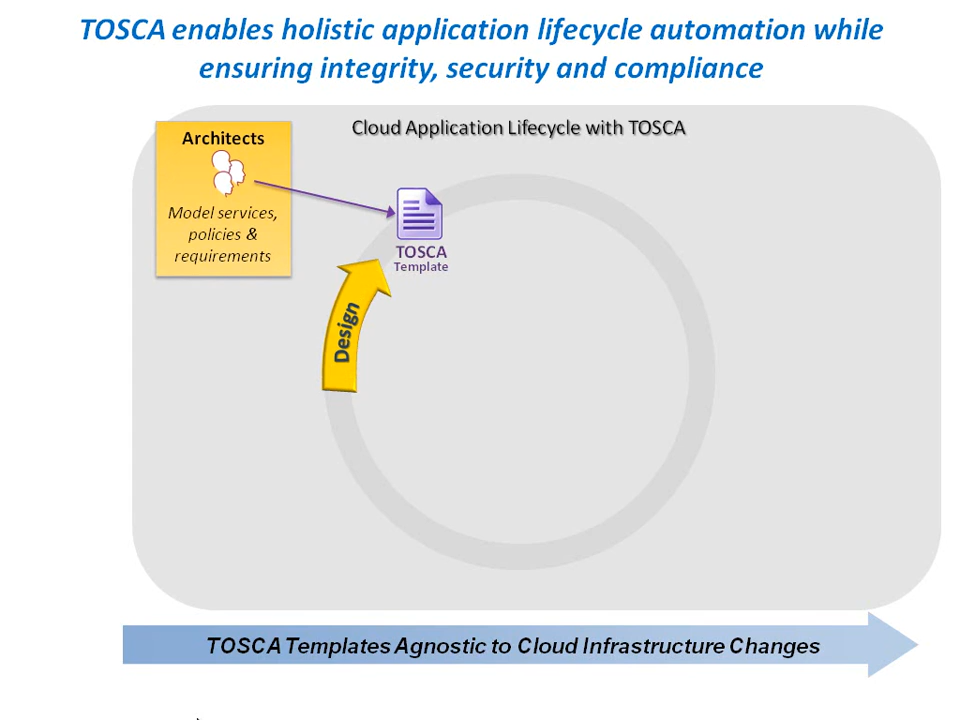 TOSCA enables holistic application lifecycle automation while
ensuring integrity, security and compliance
Cloud Application Lifecycle with TOSCA
Architects
Model services,
policies &
requirements
TOSCA
Template
Design
TOSCA Templates Agnostic to Cloud Infrastructure Changes